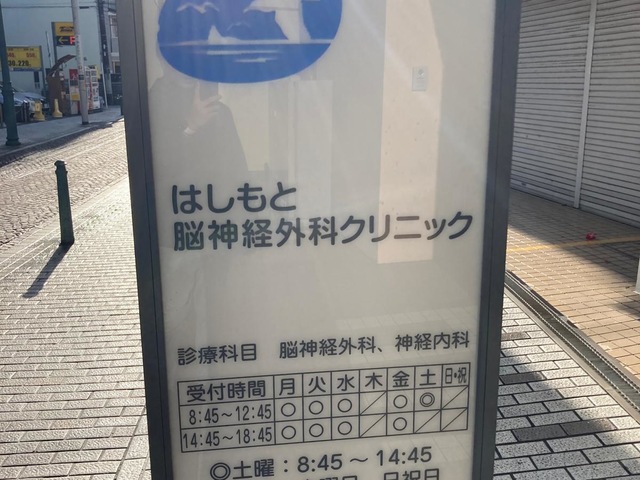 はしもと
脳神経外科クリニック
診療科目 脳神経外科、神経内科
受付時間 月 火 水 木 金 土 日・祝
8:45～12:45 ○ ○ ○ ／ ○ ◎ ／
14:45～18:45 ○ ○ ○ ／ ○ ／ ／
◎土曜：8:45～14:45